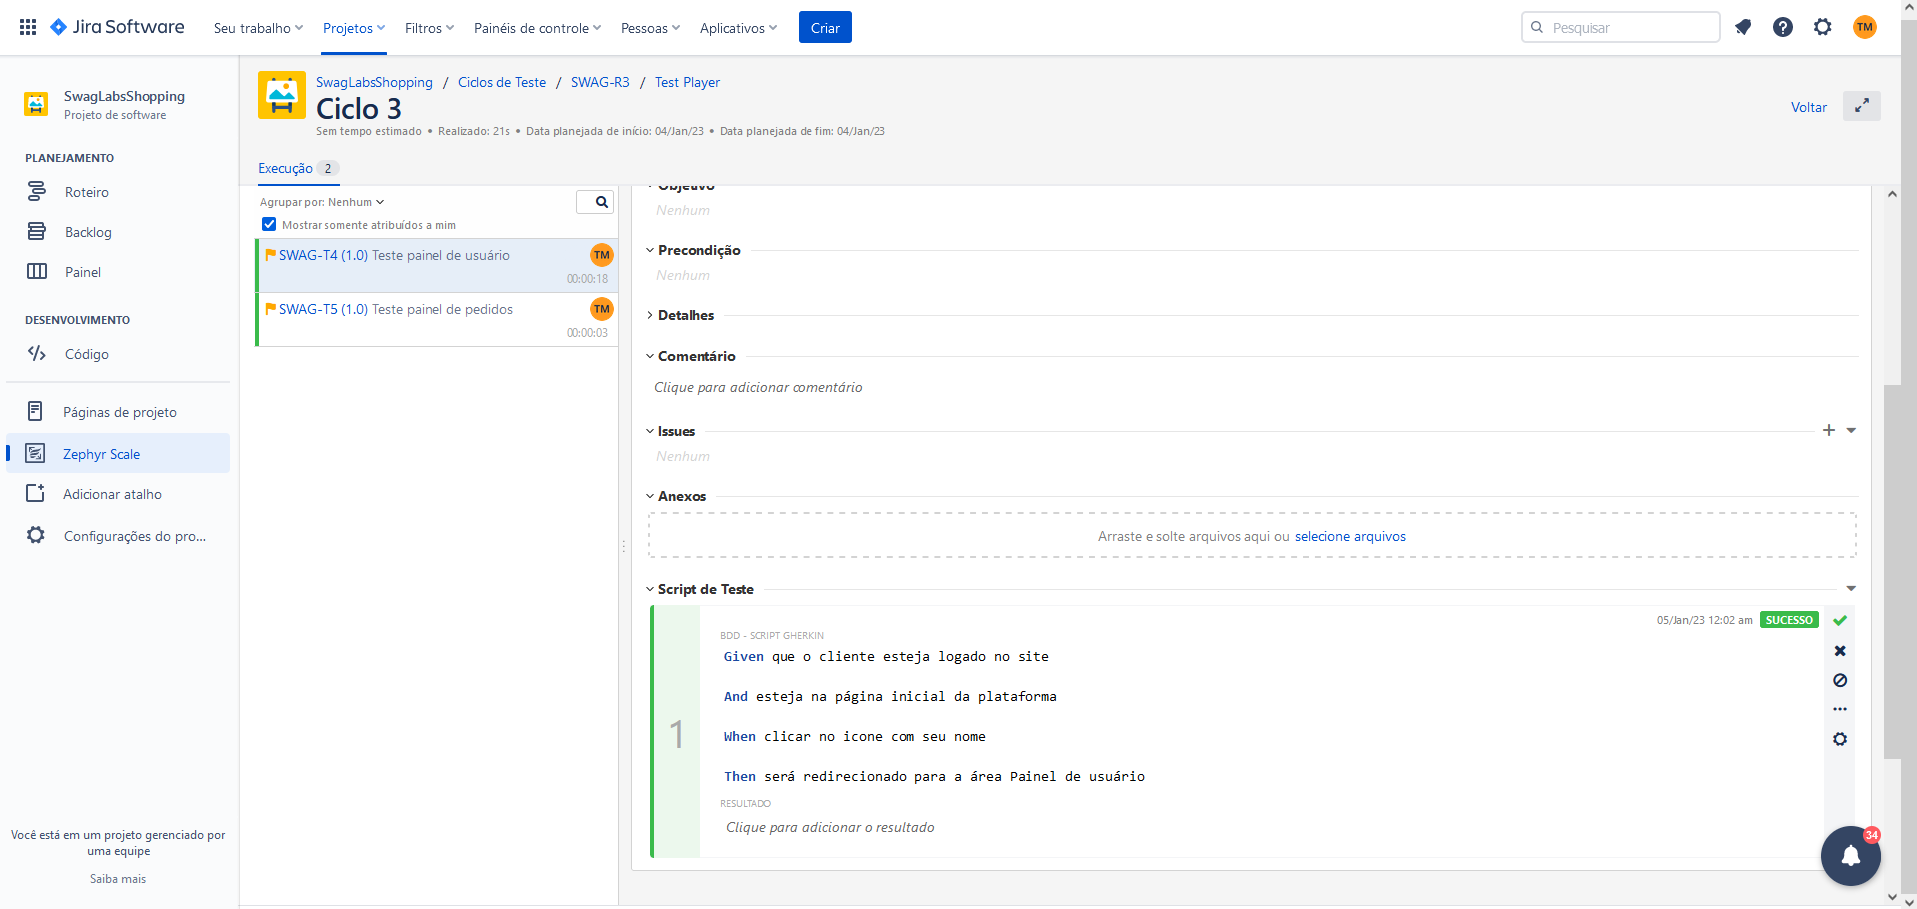 Jira Software
Seu trabalho
Projetos
Filtros
Painéis de controle
Pessoas
Aplicativos
Criar
Pesquisar
TM
SwagLabsShopping
Projeto de software
PLANEJAMENTO
Roteiro
Backlog
Painel
DESENVOLVIMENTO
Código
Páginas de projeto
Zephyr Scale
Adicionar atalho
Configurações do pro...
Você está em um projeto gerenciado por
uma equipe
Saiba mais
SwagLabsShopping / Ciclos de Teste / SWAG-R3 / Test Player
Ciclo 3
Sem tempo estimado • Realizado: 21s • Data planejada de início: 04/Jan/23 • Data planejada de fim: 04/Jan/23
Voltar
Execução 2
Agrupar por: Nenhum
Mostrar somente atribuídos a mim
SWAG-T4 (1.0) Teste painel de usuário
TM
00:00:18
SWAG-T5 (1.0) Teste painel de pedidos
TM
00:00:03
Objetivo
Nenhum
Precondição
Nenhum
Detalhes
Comentário
Clique para adicionar comentário
Issues
Nenhum
Anexos
Arraste e solte arquivos aqui ou selecione arquivos
Script de Teste
05/Jan/23 12:02 am SUCESSO
1
BDD - SCRIPT GHERKIN
Given que o cliente esteja logado no site
And esteja na página inicial da plataforma
When clicar no icone com seu nome
Then será redirecionado para a área Painel de usuário
RESULTADO
Clique para adicionar o resultado
34